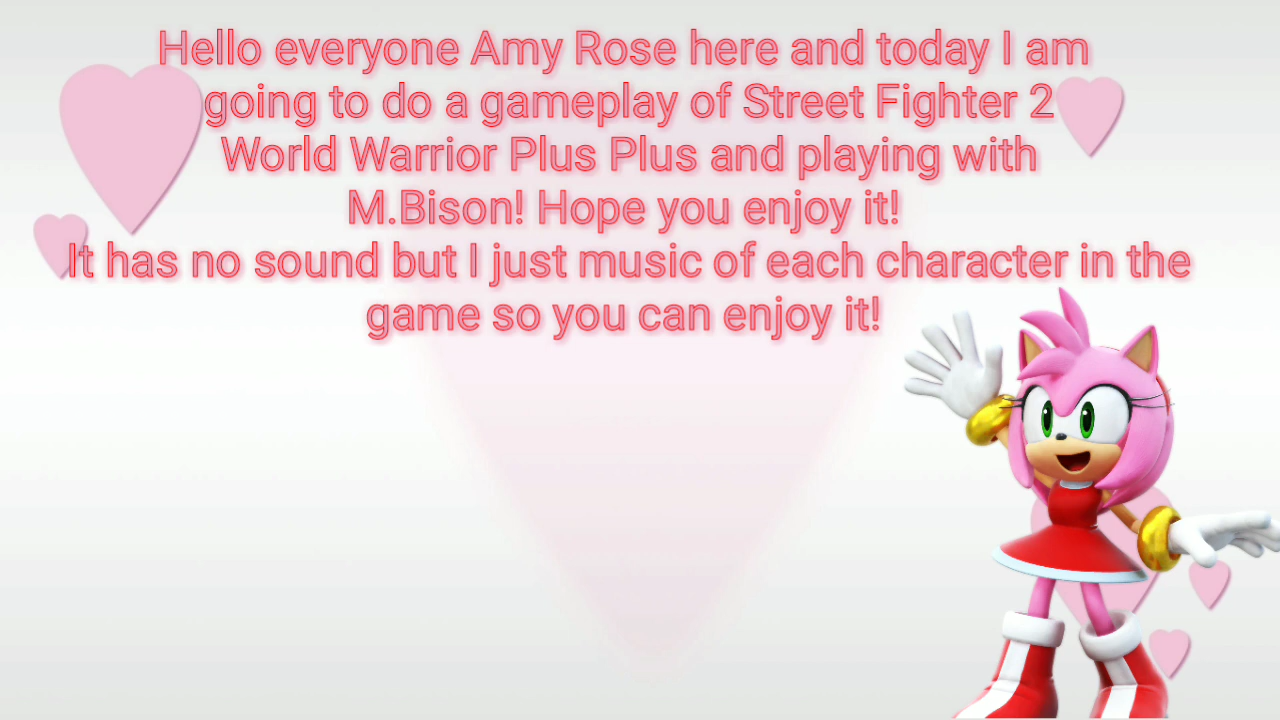 Hello everyone Amy Rose here and today I am
going to do a gameplay of Street Fighter 2
World Warrior Plus Plus and playing with
M.Bison! Hope you enjoy it!
It has no sound but I just music of each character in the
game so you can enjoy it!